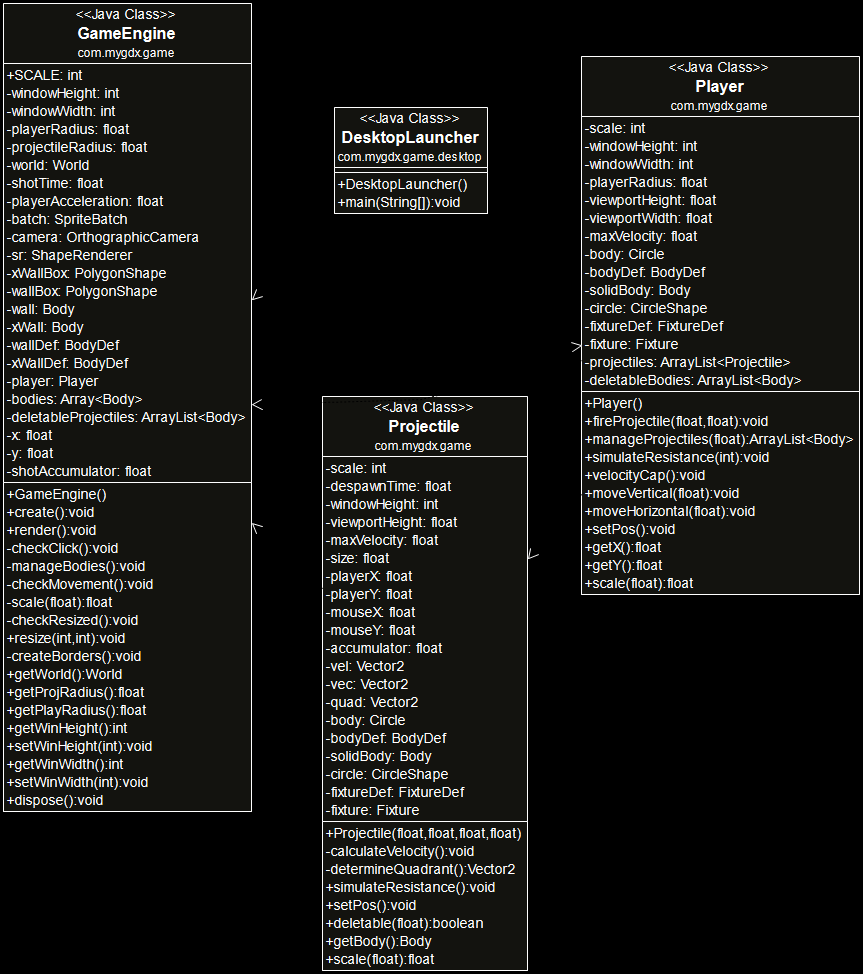 <<Java Class>>
GameEngine
com.mygdx.game
+SCALE: int
-windowHeight: int
-windowWidth: int
-playerRadius: float
-projectileRadius: float
-world: World
-shotTime: float
-playerAcceleration: float
-batch: SpriteBatch
-camera: OrthographicCamera
-sr: ShapeRenderer
-xWallBox: PolygonShape
-wallBox: PolygonShape
-wall: Body
-xWall: Body
-wallDef: BodyDef
-xWallDef: BodyDef
-player: Player
-bodies: Array<Body>
-deletableProjectiles: ArrayList<Body>
-x: float
-y: float
-shotAccumulator: float
+GameEngine()
+create():void
+render():void
-checkClick():void
-manageBodies():void
-checkMovement():void
-scale(float):float
-checkResized():void
+resize(int,int):void
-createBorders():void
+getWorld():World
+getProjRadius():float
+getPlayRadius():float
+getWinHeight():int
+setWinHeight(int):void
+getWinWidth():int
+setWinWidth(int):void
+dispose():void
<<Java Class>>
DesktopLauncher
com.mygdx.game.desktop
+DesktopLauncher()
+main(String[]):void
<<Java Class>>
Projectile
com.mygdx.game
-scale: int
-despawnTime: float
-windowHeight: int
-viewportHeight: float
-maxVelocity: float
-size: float
-playerX: float
-playerY: float
-mouseX: float
-mouseY: float
-accumulator: float
-vel: Vector2
-vec: Vector2
-quad: Vector2
-body: Circle
-bodyDef: BodyDef
-solidBody: Body
-circle: CircleShape
-fixtureDef: FixtureDef
-fixture: Fixture
+Projectile(float,float,float,float)
-calculateVelocity():void
-determineQuadrant():Vector2
+simulateResistance():void
+setPos():void
+deletable(float):boolean
+getBody():Body
+scale(float):float
<<Java Class>>
Player
com.mygdx.game
-scale: int
-windowHeight: int
-windowWidth: int
-playerRadius: float
-viewportHeight: float
-viewportWidth: float
-maxVelocity: float
-body: Circle
-bodyDef: BodyDef
-solidBody: Body
-circle: CircleShape
-fixtureDef: FixtureDef
-fixture: Fixture
-projectiles: ArrayList<Projectile>
-deletableBodies: ArrayList<Body>
+Player()
+fireProjectile(float,float):void
+manageProjectiles(float):ArrayList<Body>
+simulateResistance(int):void
+velocityCap():void
+moveVertical(float):void
+moveHorizontal(float):void
+setPos():void
+getX():float
+getY():float
+scale(float):float